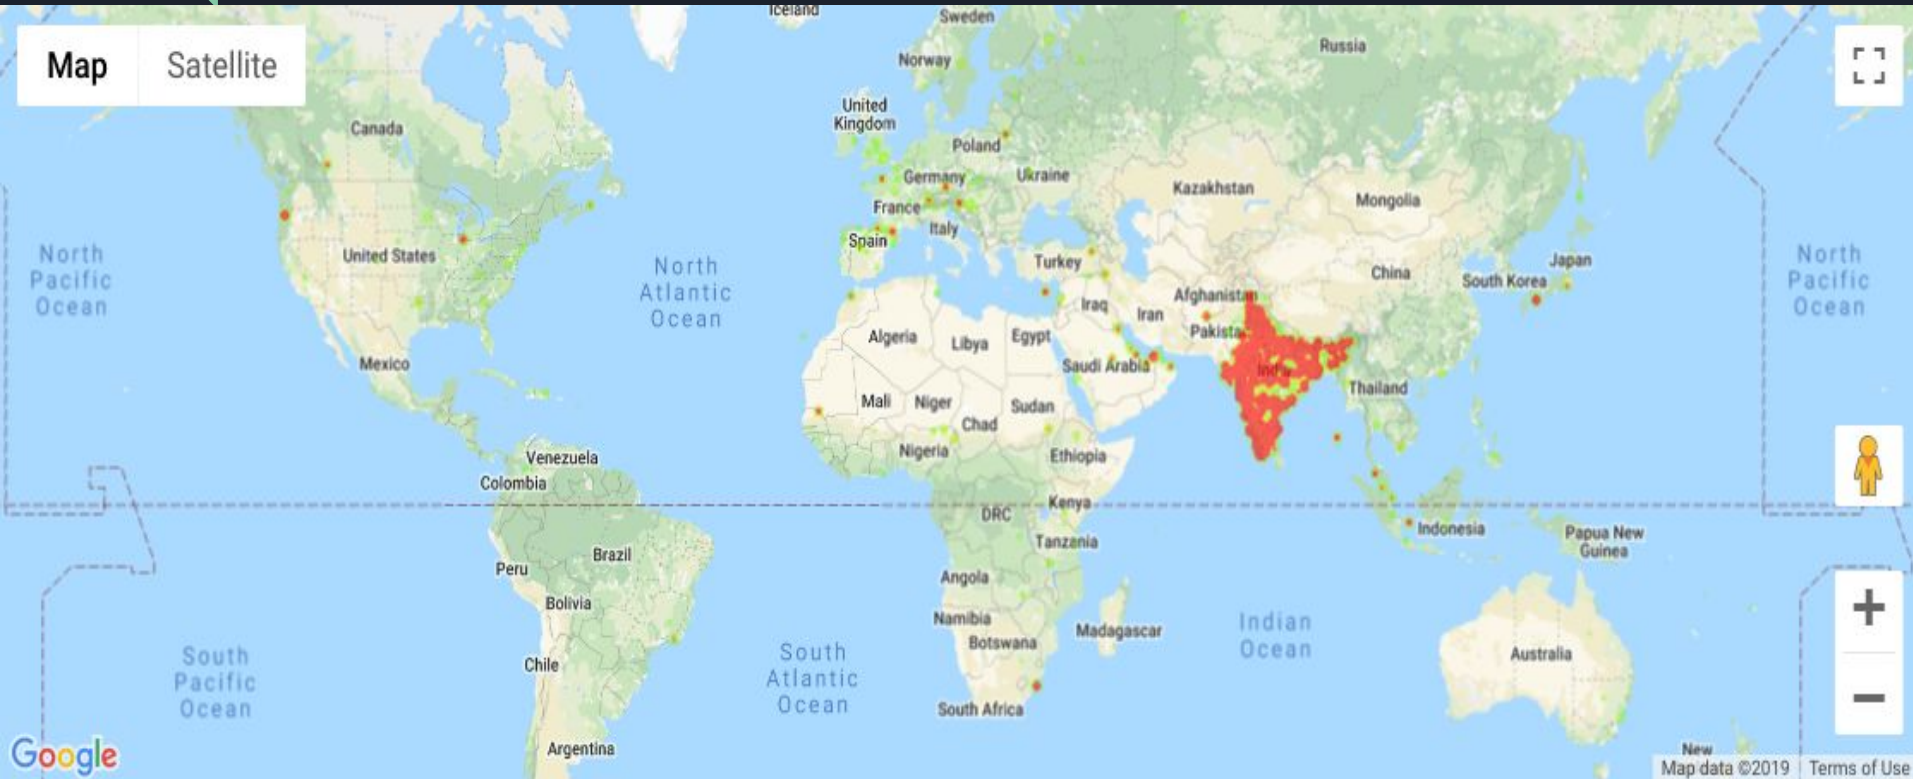 Map
Satellite
Iceland
Sweden
Norway
Russia
United
Kingdom
Canada
Poland
Germany
Ukraine
Kazakhstan
Mongolia
France
Spain
Italy
North
Pacific
Ocean
United States
North
Atlantic
Ocean
Turkey
China
Japan
South Korea
North
Pacific
Ocean
Afghanistan
Iraq
Iran
Pakista
Algeria
Libya
Egypt
Mexico
Saudi Arabia
India
Thailand
Mali
Niger
Sudan
Chad
Nigeria
Ethiopia
Venezuela
Colombia
Kenya
DRC
Indonesia
Papua New
Guinea
Tanzania
Brazil
Peru
Angola
Bolivia
Namibia
Madagascar
Botswana
Indian
Ocean
Australia
Chile
South
Pacific
Ocean
South
Atlantic
Ocean
South Africa
Argentina
New
Google
Map data ©2019
Terms of Use